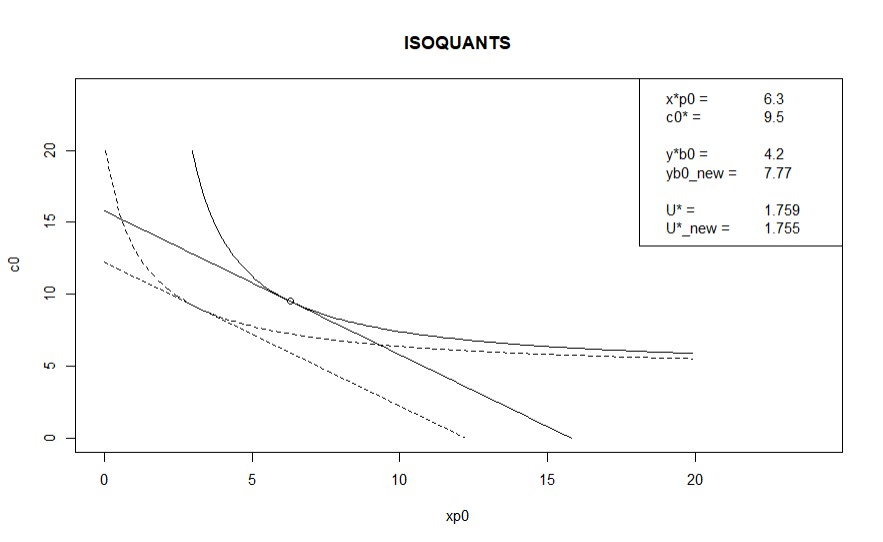 ISOQUANTS
x*p0 = 6.3
c0* = 9.5
y*b0 = 4.2
yb0_new = 7.77
U* = 1.759
U*_new = 1.755
c0
20
15
10
5
0
0 5 10 15 20
xp0